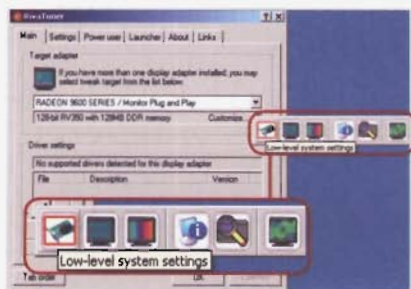 RivaTuner
Main Settings Power user Launcher About Links
Target adapter
If you have more than one display adapter installed, you may
select tweak target from the list below:
RADEON 9600 SERIES / Monitor Plug and Play
128-bit RV350 with 128MB DDR memory Customize...
Low-level system settings
Driver settings
No supported drivers detected for this display adapter
File Description Version
Low-level system settings
Tab order OK